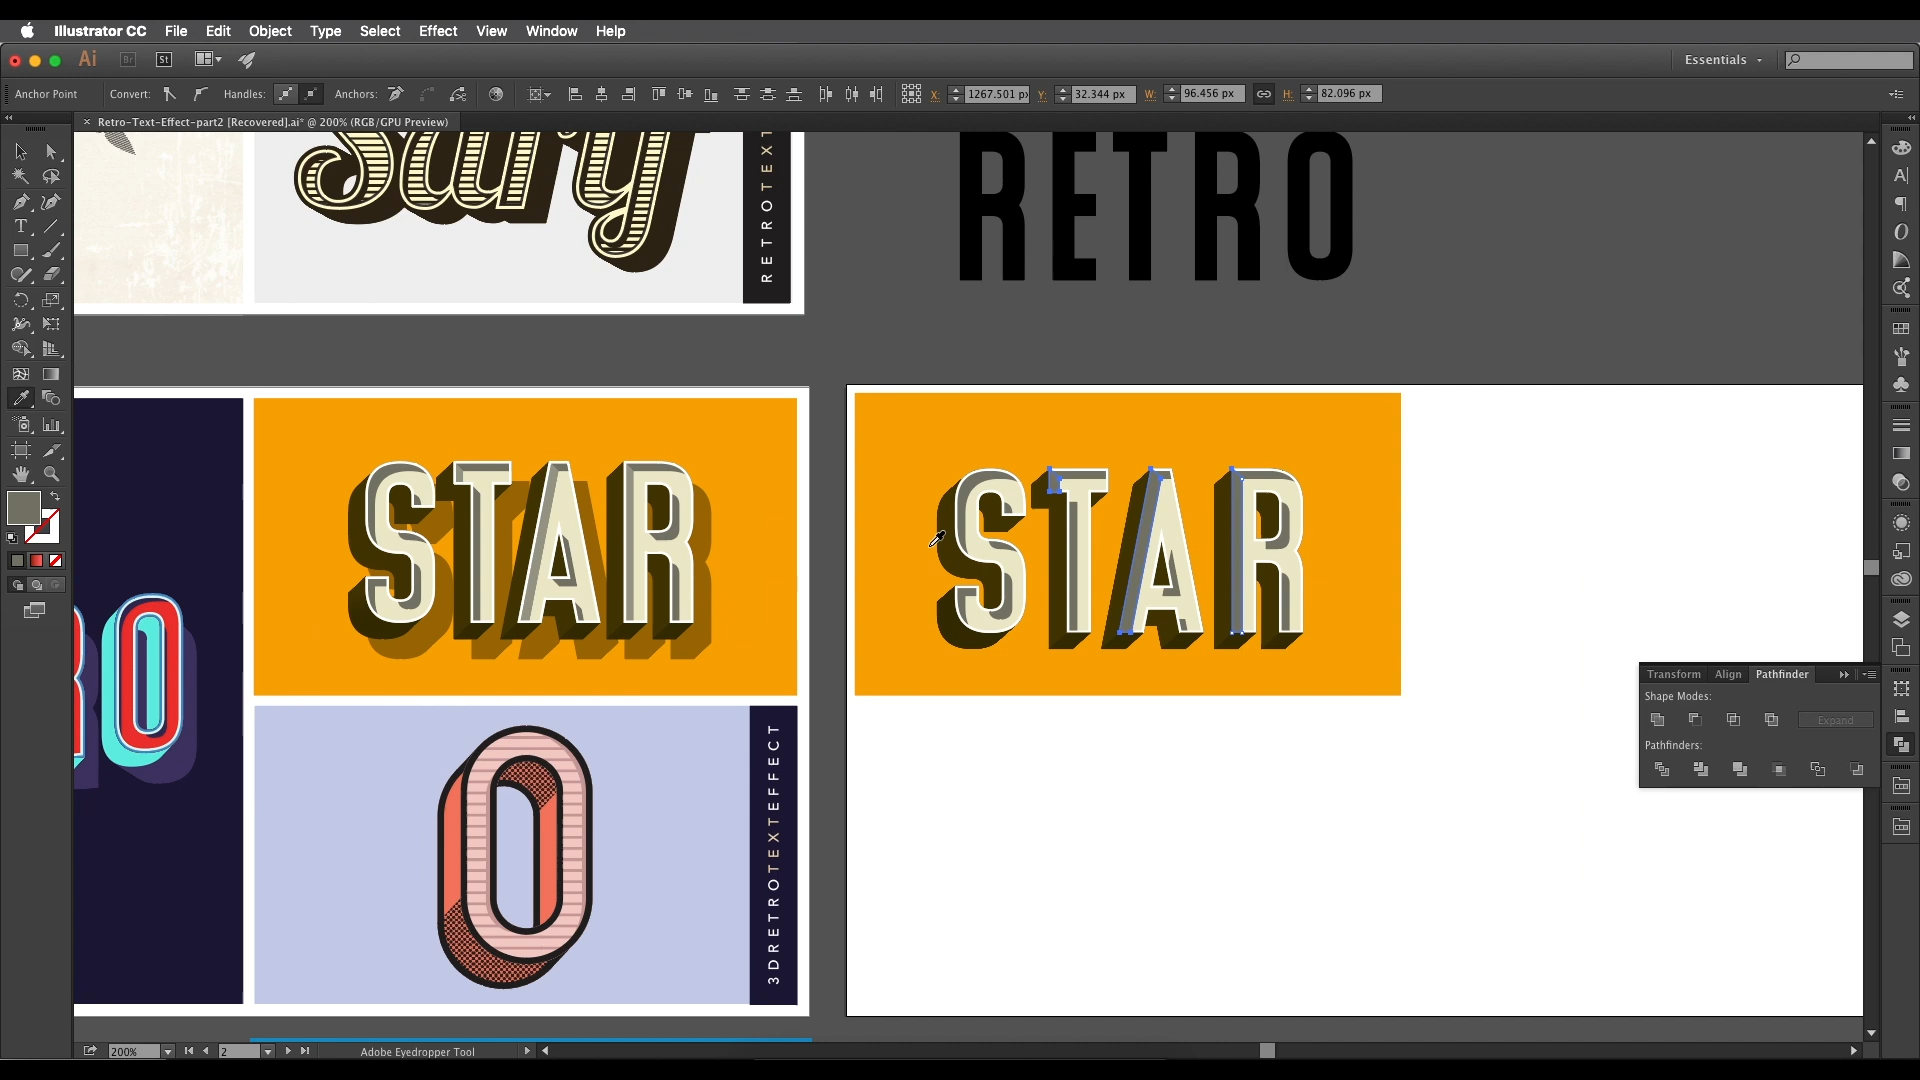 Illustrator CC File Edit Object Type Select Effect View Window Help
Ai Br St Essentials
Anchor Point Convert: Handles: Anchors: X: 1267.501 px Y: 32.344 px W: 96.456 px H: 82.096 px
× Retro-Text-Effect-part2 [Recovered].ai* @ 200% (RGB/GPU Preview)
RETROTEXT
RETRO
STAR
STAR
O
O
3DRETROTEXTEFFECT
Transform Align Pathfinder
Shape Modes:
Expand
Pathfinders:
200% 2 Adobe Eyedropper Tool